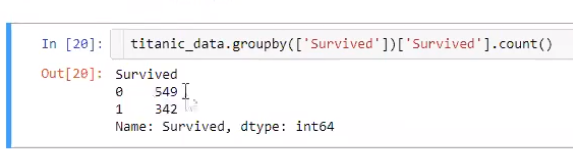 In [20]: titanic_data.groupby(['Survived'])['Survived'].count()
Out[20]: Survived
0 549
1 342
Name: Survived, dtype: int64